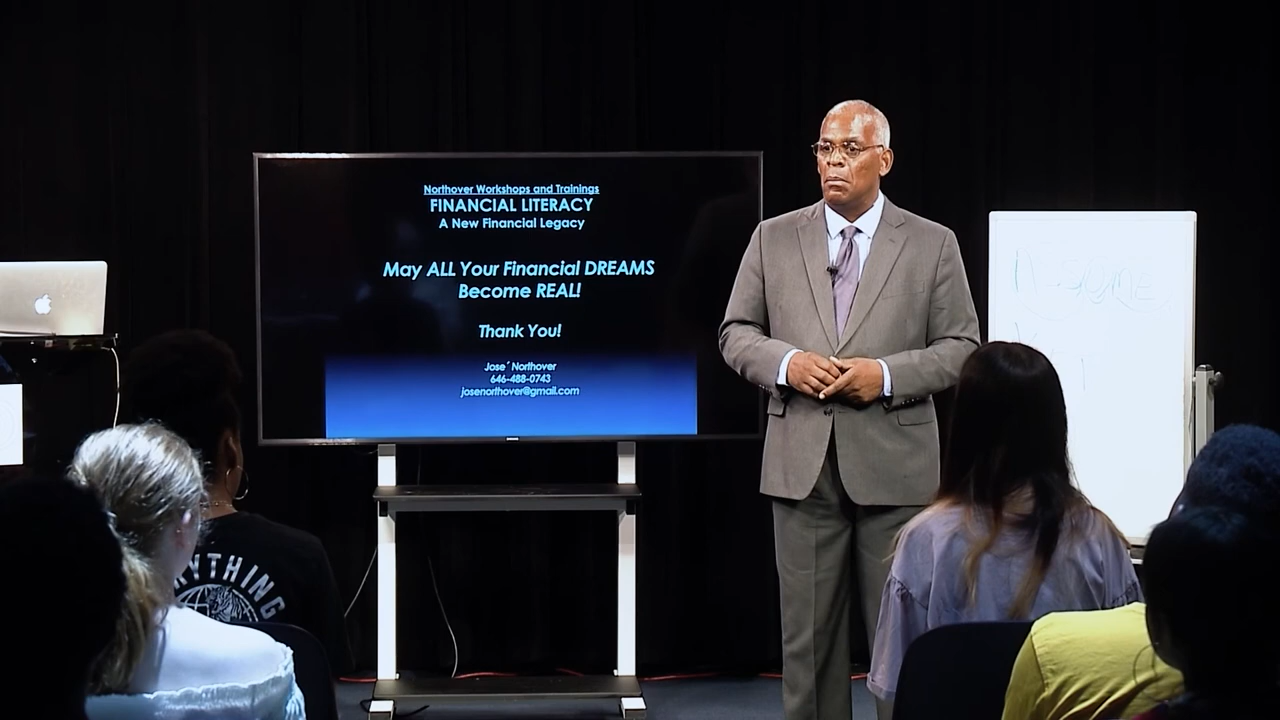 Northover Workshops and Trainings
FINANCIAL LITERACY
A New Financial Legacy
May ALL Your Financial DREAMS
Become REAL!
Thank You!
Jose´ Northover
646-488-0743
josenorthover@gmail.com